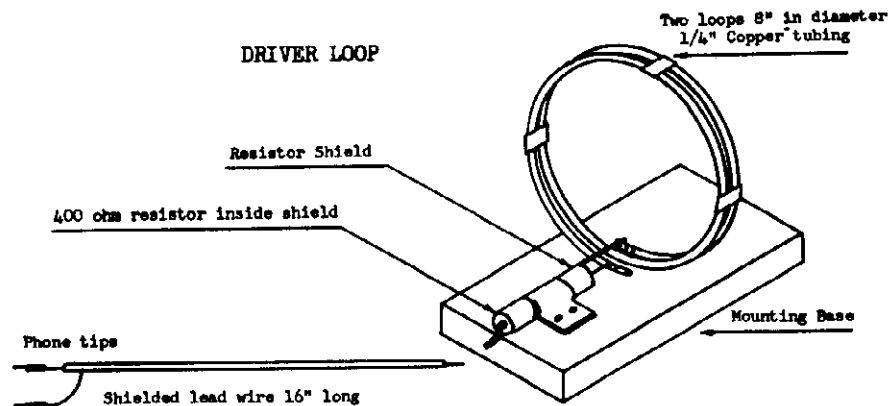 Two loops 8" in diameter
1/4" Copper tubing
DRIVER LOOP
Resistor Shield
400 ohm resistor inside shield
Mounting Base
Phone tips
Shielded lead wire 16" long